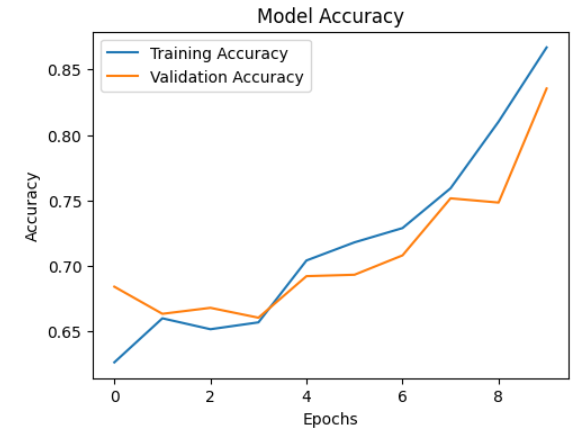 Model Accuracy
Training Accuracy
Validation Accuracy
0.85
0.80
0.75
0.70
0.65
Accuracy
0 2 4 6 8
Epochs